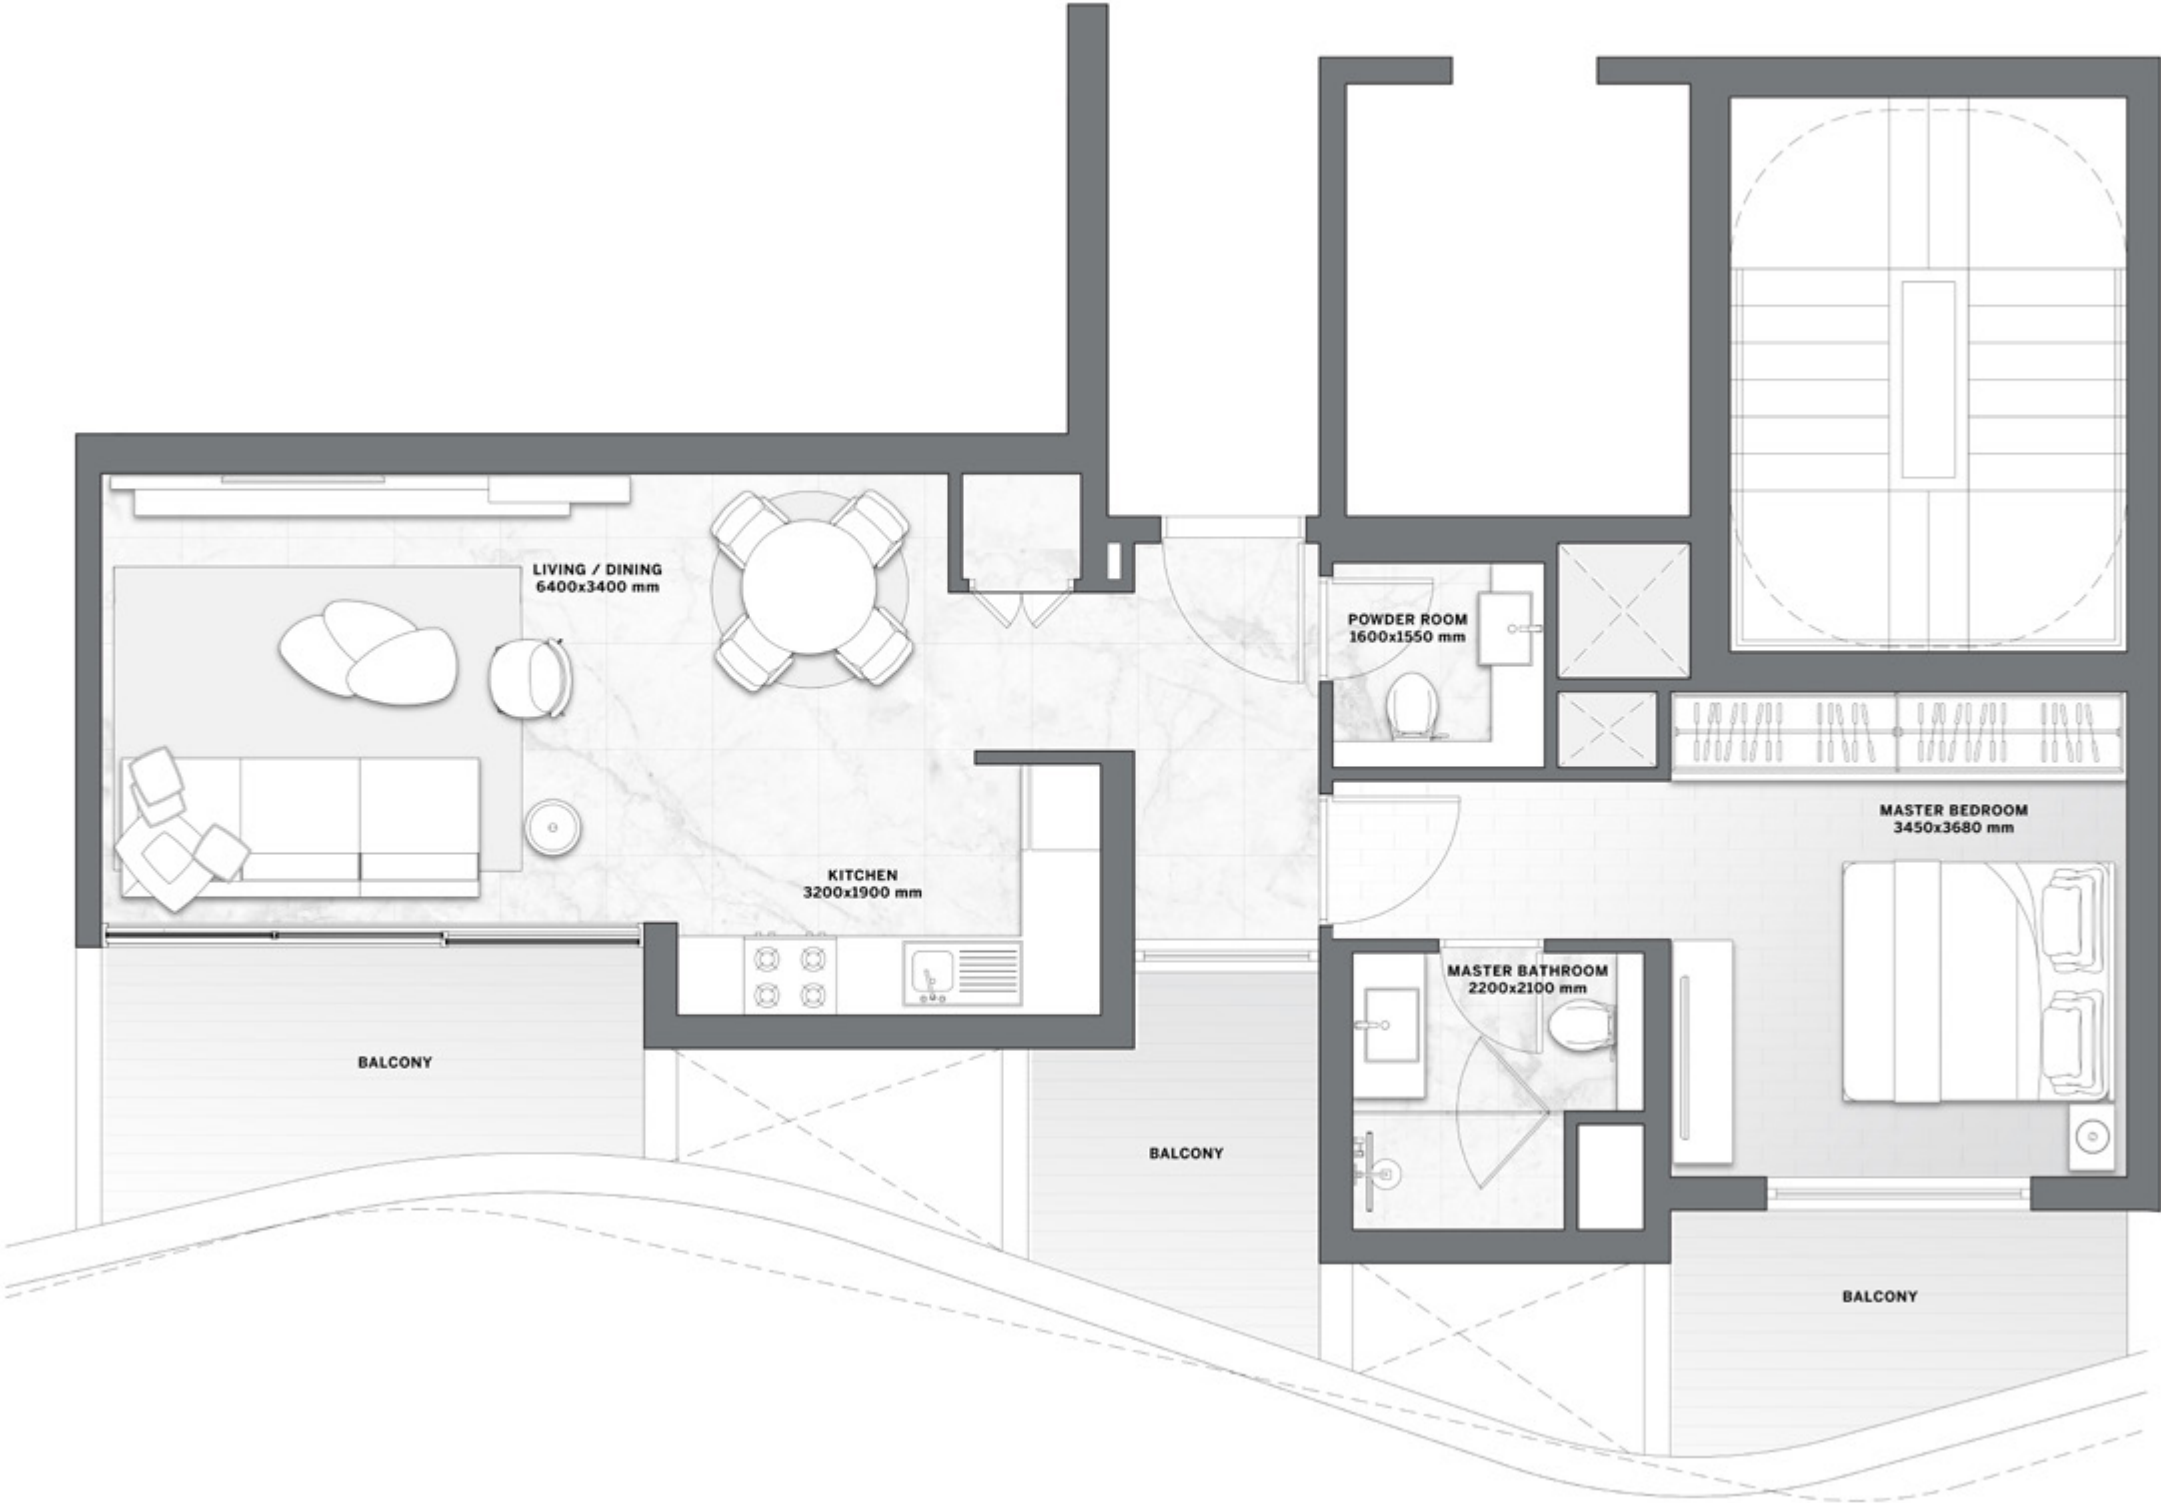 LIVING / DINING
6400x3400 mm
POWDER ROOM
1600x1550 mm
MASTER BEDROOM
3450x3680 mm
KITCHEN
3200x1900 mm
MASTER BATHROOM
2200x2100 mm
BALCONY
BALCONY
BALCONY